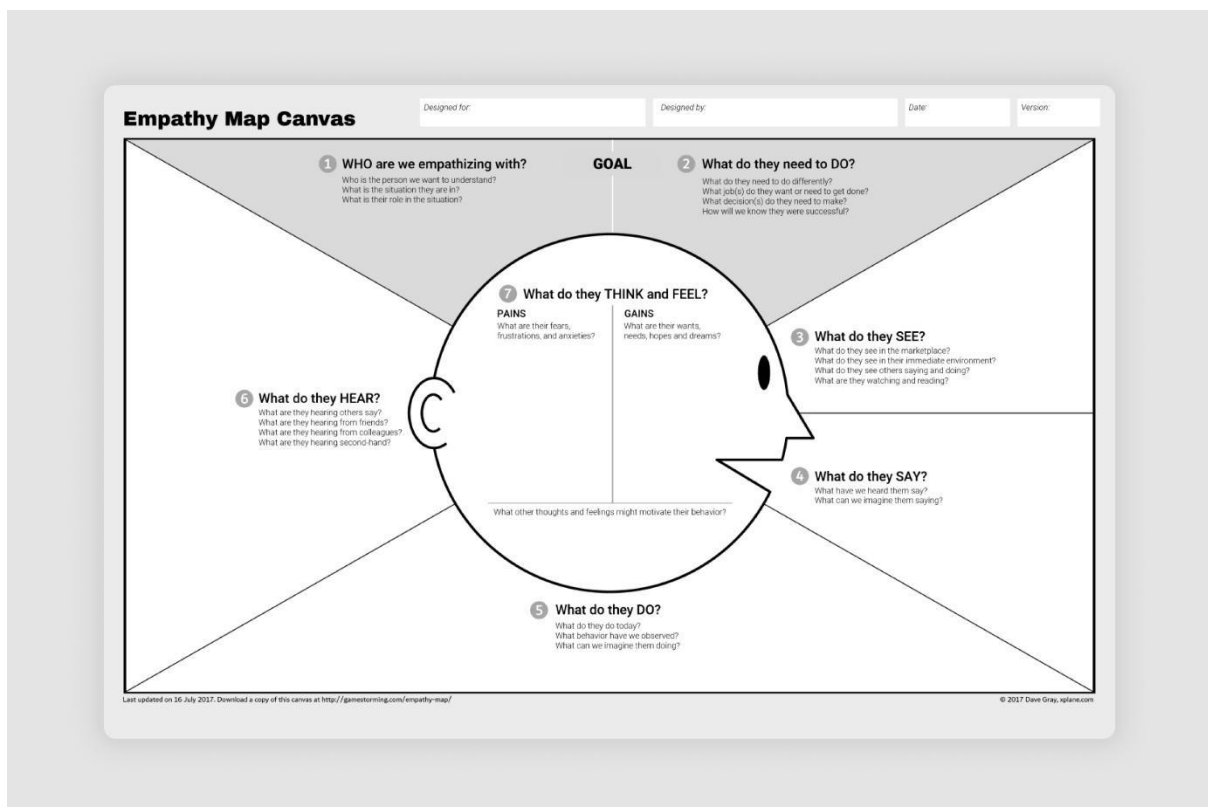 Empathy Map Canvas
Designed for:
Designed by:
Date:
Version:
1 WHO are we empathizing with?
Who is the person we want to understand?
What is the situation they are in?
What is their role in the situation?
GOAL
2 What do they need to DO?
What do they need to do differently?
What job(s) do they want or need to get done?
What decision(s) do they need to make?
How will we know they were successful?
3 What do they SEE?
What do they see in the marketplace?
What do they see in their immediate environment?
What do they see others saying and doing?
What are they watching and reading?
4 What do they SAY?
What have we heard them say?
What can we imagine them saying?
5 What do they DO?
What do they do today?
What behavior have we observed?
What can we imagine them doing?
6 What do they HEAR?
What are they hearing others say?
What are they hearing from friends?
What are they hearing from colleagues?
What are they hearing second-hand?
7 What do they THINK and FEEL?
PAINS
What are their fears,
frustrations, and anxieties?
GAINS
What are their wants,
needs, hopes and dreams?
What other thoughts and feelings might motivate their behavior?
Last updated on 16 July 2017. Download a copy of this canvas at http://gamestorming.com/empathy-map/
© 2017 Dave Gray, xplane.com